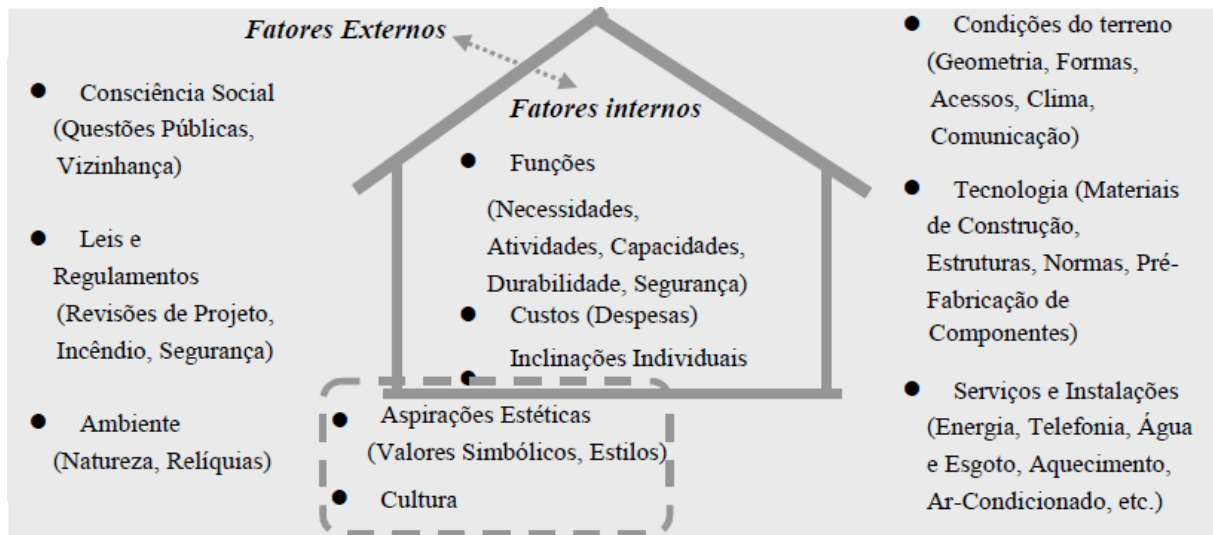 Fatores Externos
● Consciência Social
(Questões Públicas,
Vizinhança)
● Leis e
Regulamentos
(Revisões de Projeto,
Incêndio, Segurança)
● Ambiente
(Natureza, Relíquias)
Fatores internos
● Funções
(Necessidades,
Atividades, Capacidades,
Durabilidade, Segurança)
● Custos (Despesas)
● Inclinações Individuais
● Aspirações Estéticas
(Valores Simbólicos, Estilos)
● Cultura
● Condições do terreno
(Geometria, Formas,
Acessos, Clima,
Comunicação)
● Tecnologia (Materiais
de Construção,
Estruturas, Normas, Pré-
Fabricação de
Componentes)
● Serviços e Instalações
(Energia, Telefonia, Água
e Esgoto, Aquecimento,
Ar-Condicionado, etc.)